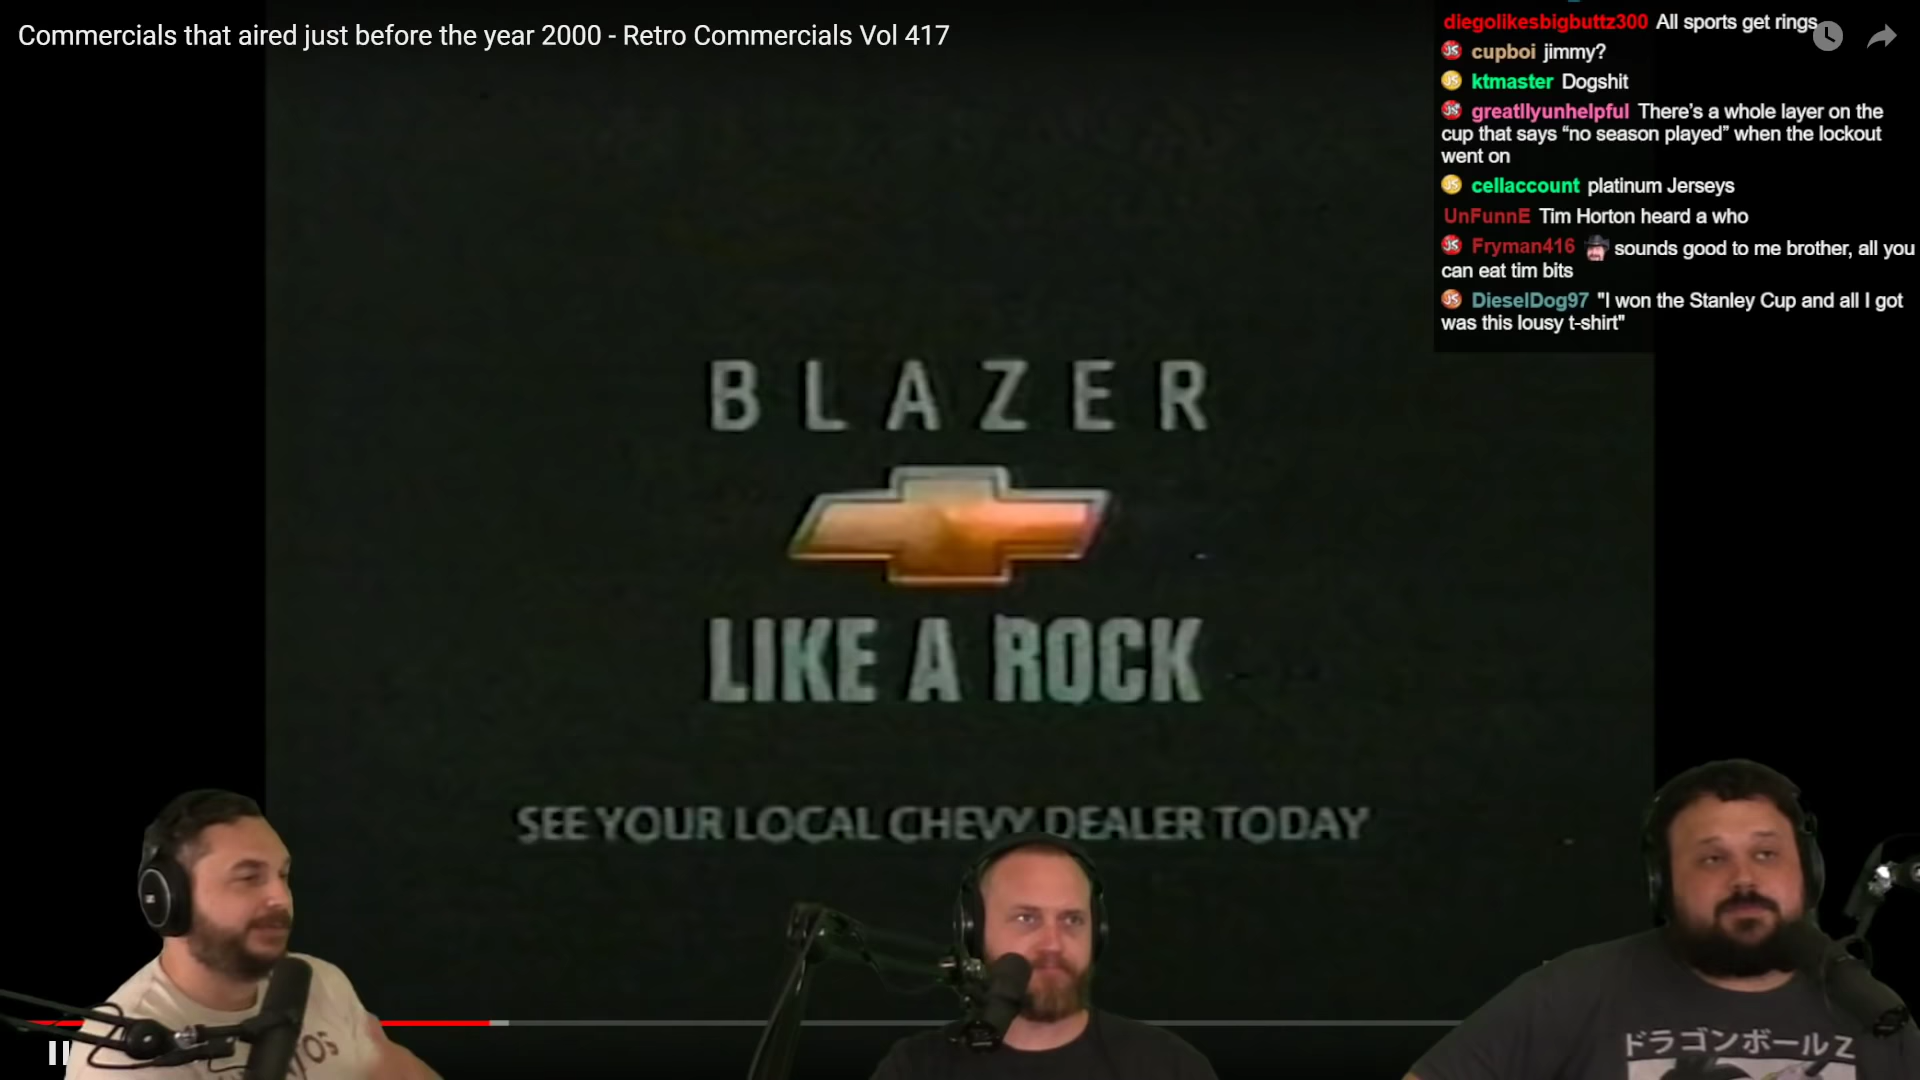 Commercials that aired just before the year 2000 - Retro Commercials Vol 417
diegolikesbigbuttz300 All sports get rings
cupboi jimmy?
ktmaster Dogshit
greatllyunhelpful There’s a whole layer on the
cup that says “no season played” when the lockout
went on
cellaccount platinum Jerseys
UnFunnE Tim Horton heard a who
Fryman416 sounds good to me brother, all you
can eat tim bits
DieselDog97 "I won the Stanley Cup and all I got
was this lousy t-shirt"
BLAZER
LIKE A ROCK
SEE YOUR LOCAL CHEVY DEALER TODAY
ドラゴンボールZ